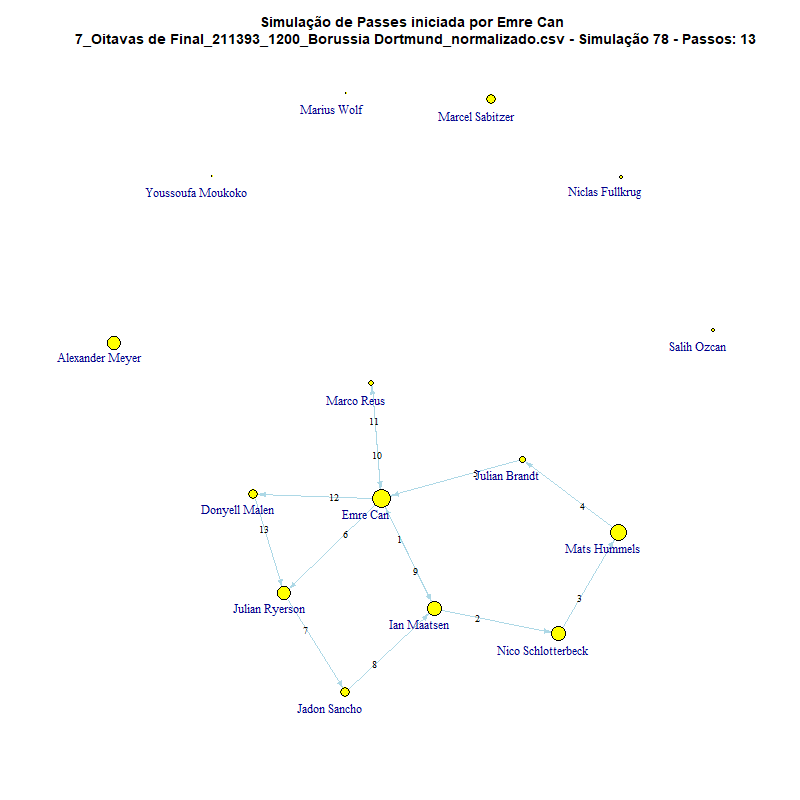 Simulação de Passes iniciada por Emre Can
7_Oitavas de Final_211393_1200_Borussia Dortmund_normalizado.csv - Simulação 78 - Passos: 13
Marius Wolf
Marcel Sabitzer
Youssoufa Moukoko
Niclas Fullkrug
Salih Ozcan
Alexander Meyer
Marco Reus
11
10
5
Julian Brandt
12
4
Donyell Malen
Emre Can
13
6
1
Mats Hummels
9
3
Julian Ryerson
2
Ian Maatsen
7
Nico Schlotterbeck
8
Jadon Sancho